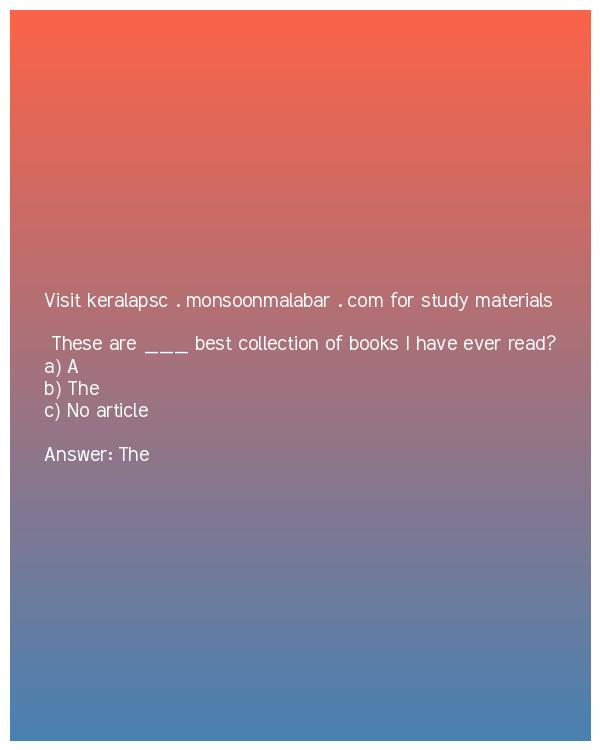 Visit keralapsc . monsoonmalabar . com for study materials
These are ___ best collection of books I have ever read?
a) A
b) The
c) No article
Answer: The